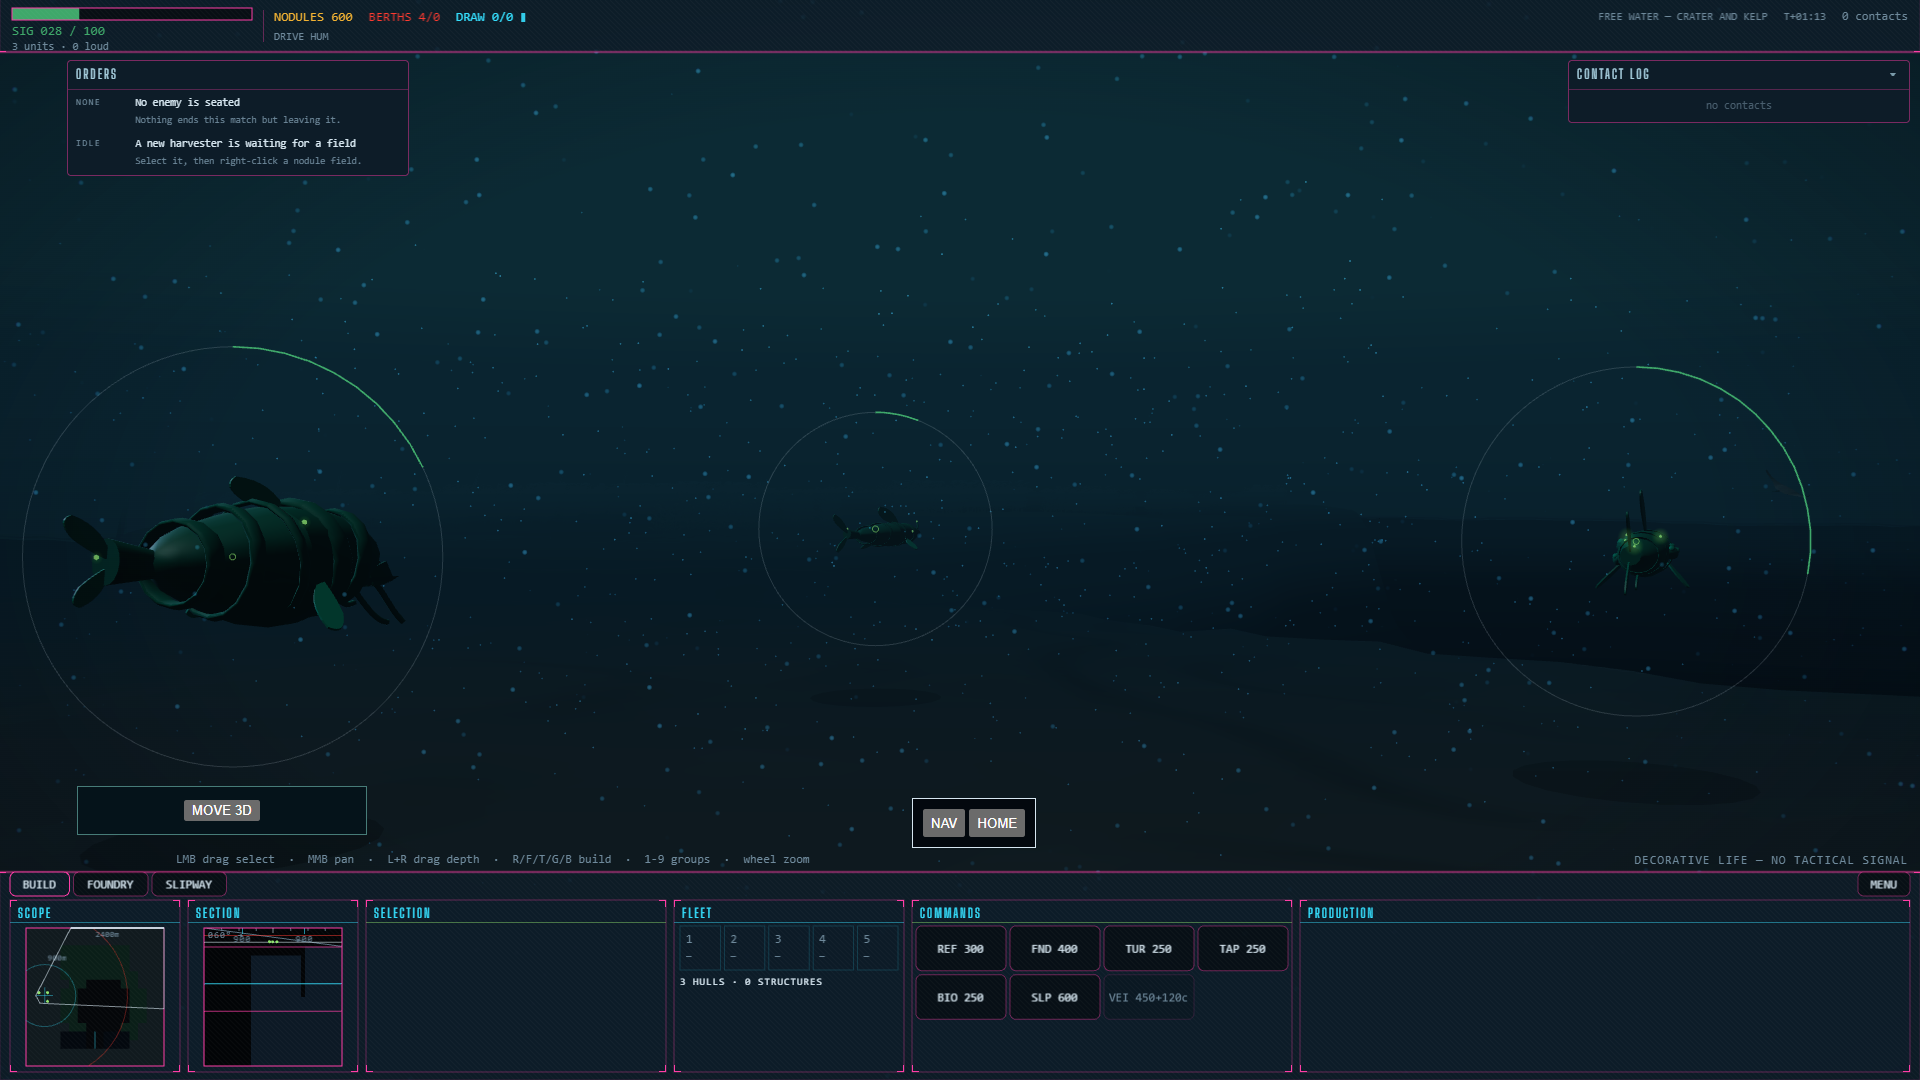 SIG 028 / 100
3 units · 0 loud
NODULES 600 BERTHS 4/0 DRAW 0/0
DRIVE HUM
FREE WATER — CRATER AND KELP T+01:13 0 contacts
ORDERS
NONE No enemy is seated
Nothing ends this match but leaving it.
IDLE A new harvester is waiting for a field
Select it, then right-click a nodule field.
CONTACT LOG
no contacts
MOVE 3D
NAV HOME
LMB drag select · MMB pan · L+R drag depth · R/F/T/G/B build · 1-9 groups · wheel zoom
DECORATIVE LIFE — NO TACTICAL SIGNAL
BUILD FOUNDRY SLIPWAY
MENU
SCOPE
2400m
900m
SECTION
060°
900 900
SELECTION
FLEET
1 2 3 4 5
– – – – –
3 HULLS · 0 STRUCTURES
COMMANDS
REF 300 FND 400 TUR 250 TAP 250
BIO 250 SLP 600 VEI 450+120c
PRODUCTION